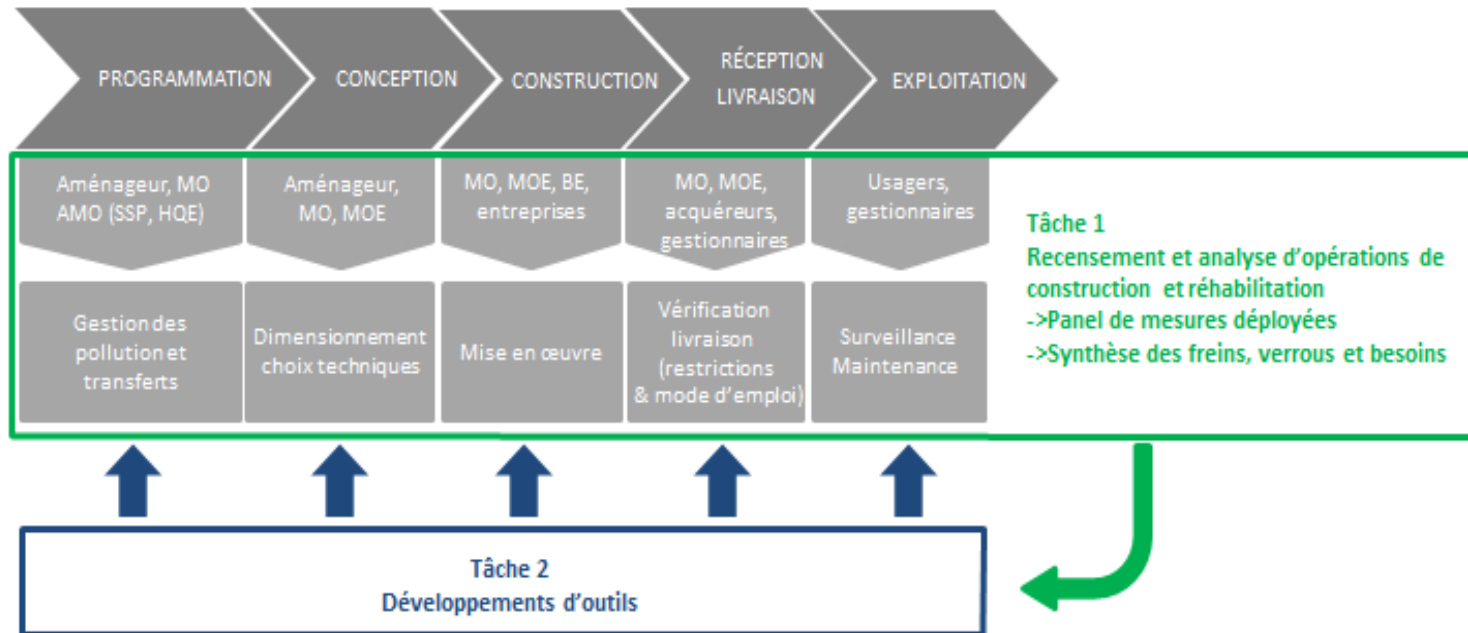 PROGRAMMATION
CONCEPTION
CONSTRUCTION
RÉCEPTION
LIVRAISON
EXPLOITATION
Aménageur, MO
AMO (SSP, HQE)
Aménageur,
MO, MOE
MO, MOE, BE,
entreprises
MO, MOE,
acquéreurs,
gestionnaires
Usagers,
gestionnaires
Gestion des
pollution et
transferts
Dimensionnement
choix techniques
Mise en œuvre
Vérification
livraison
(restrictions
& mode d'emploi)
Surveillance
Maintenance
Tâche 1
Recensement et analyse d'opérations de
construction et réhabilitation
->Panel de mesures déployées
->Synthèse des freins, verrous et besoins
Tâche 2
Développements d'outils